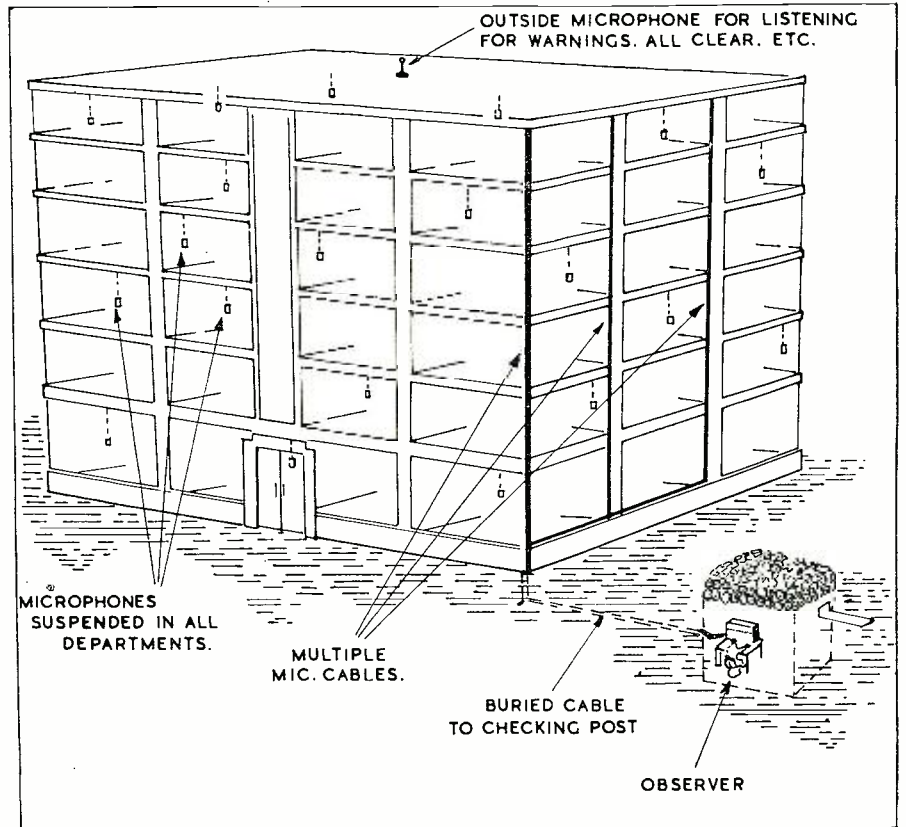 OUTSIDE MICROPHONE FOR LISTENING
FOR WARNINGS. ALL CLEAR. ETC.
MICROPHONES
SUSPENDED IN ALL
DEPARTMENTS.
MULTIPLE
MIC. CABLES.
BURIED CABLE
TO CHECKING POST
OBSERVER